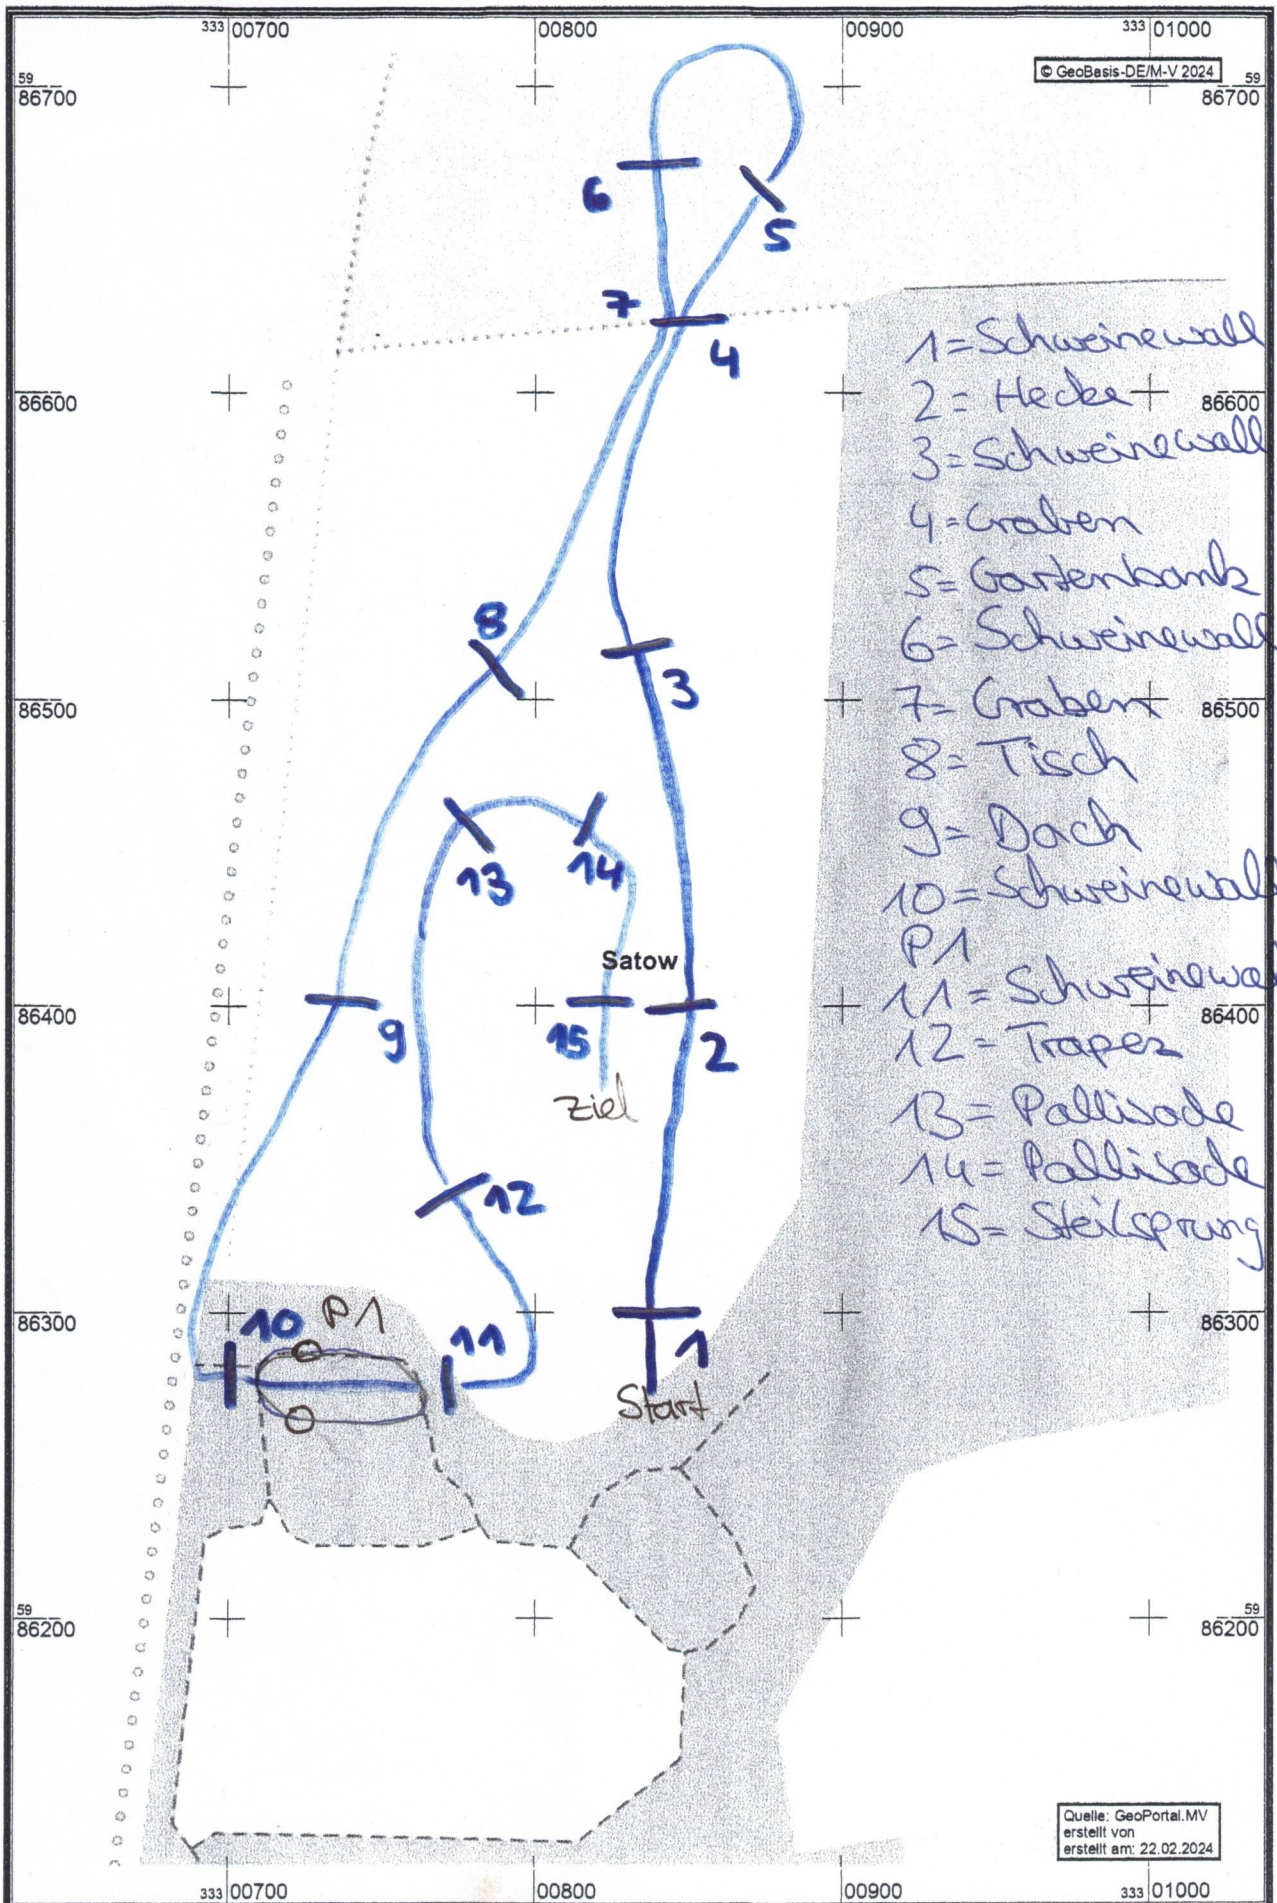 333 00700 00800 00900 333 01000
© GeoBasis-DE/M-V 2024
59 86700 59 86700
6
5
7
4
1=Schweinewall
86600 2= Hecke 86600
3=Schweinewall
4=Graben
5=Gartenbank
8
6=Schweinewall
3
86500 7= Graben 86500
8= Tisch
9= Dach
13 14
10=Schweinewall
P1
Satow
11= Schweinewall
86400 86400
9 15 2
12= Trapez
Ziel
13= Pallisade
14= Pallisade
12
15= Steilsprung
86300 10 P1 11 1 86300
Start
59 86200 59 86200
Quelle: GeoPortal.MV
erstellt von
erstellt am: 22.02.2024
333 00700 00800 00900 333 01000